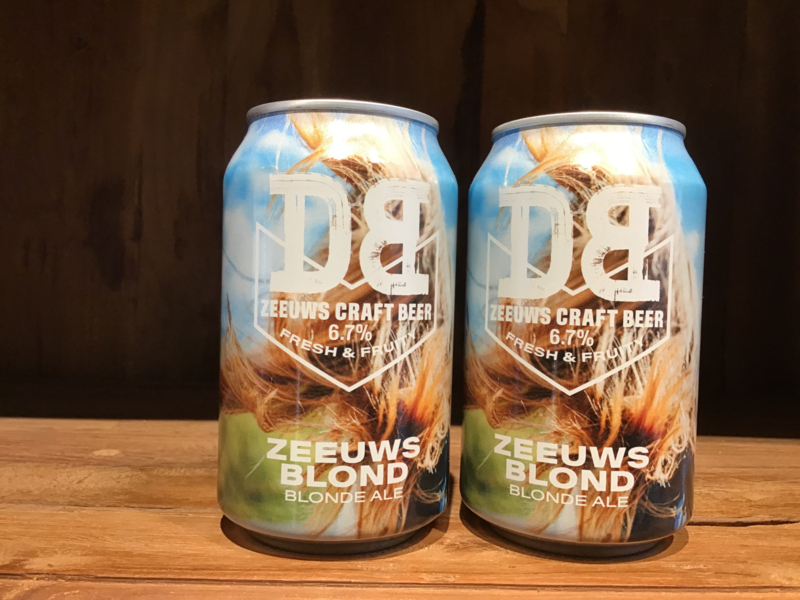 DB
ZEEUWS CRAFT BEER
6.7%
FRESH & FRUITY
ZEEUWS
BLOND
BLONDE ALE
DB
ZEEUWS CRAFT BEER
6.7%
FRESH & FRUITY
ZEEUWS
BLOND
BLONDE ALE